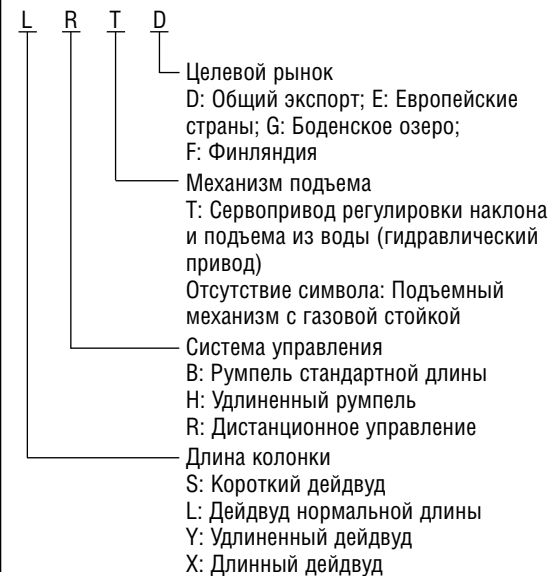 L R T D
Целевой рынок
D: Общий экспорт; E: Европейские
страны; G: Боденское озеро;
F: Финляндия
Механизм подъема
T: Сервопривод регулировки наклона
и подъема из воды (гидравлический
привод)
Отсутствие символа: Подъемный
механизм с газовой стойкой
Система управления
B: Румпель стандартной длины
H: Удлиненный румпель
R: Дистанционное управление
Длина колонки
S: Короткий дейдвуд
L: Дейдвуд нормальной длины
Y: Удлиненный дейдвуд
X: Длинный дейдвуд